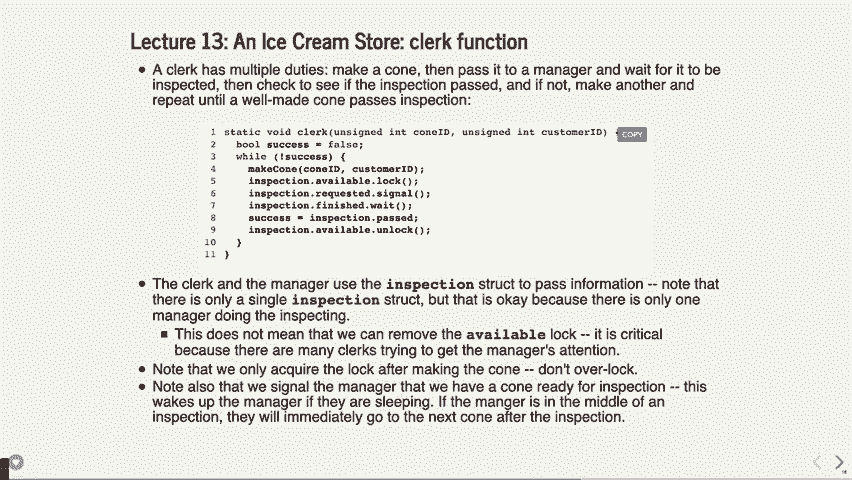 Lecture 13: An Ice Cream Store: clerk function
A clerk has multiple duties: make a cone, then pass it to a manager and wait for it to be
inspected, then check to see if the inspection passed, and if not, make another and
repeat until a well-made cone passes inspection:
1 static void clerk(unsigned int coneID, unsigned int customerID) {
COPY
2 bool success = false;
3 while (!success) {
4 makeCone(coneID, customerID);
5 inspection.available.lock();
6 inspection.requested.signal();
7 inspection.finished.wait();
8 success = inspection.passed;
9 inspection.available.unlock();
10 }
11 }
The clerk and the manager use the inspection struct to pass information -- note that
there is only a single inspection struct, but that is okay because there is only one
manager doing the inspecting.
This does not mean that we can remove the available lock -- it is critical
because there are many clerks trying to get the manager's attention.
Note that we only acquire the lock after making the cone -- don't over-lock.
Note also that we signal the manager that we have a cone ready for inspection -- this
wakes up the manager if they are sleeping. If the manger is in the middle of an
inspection, they will immediately go to the next cone after the inspection.